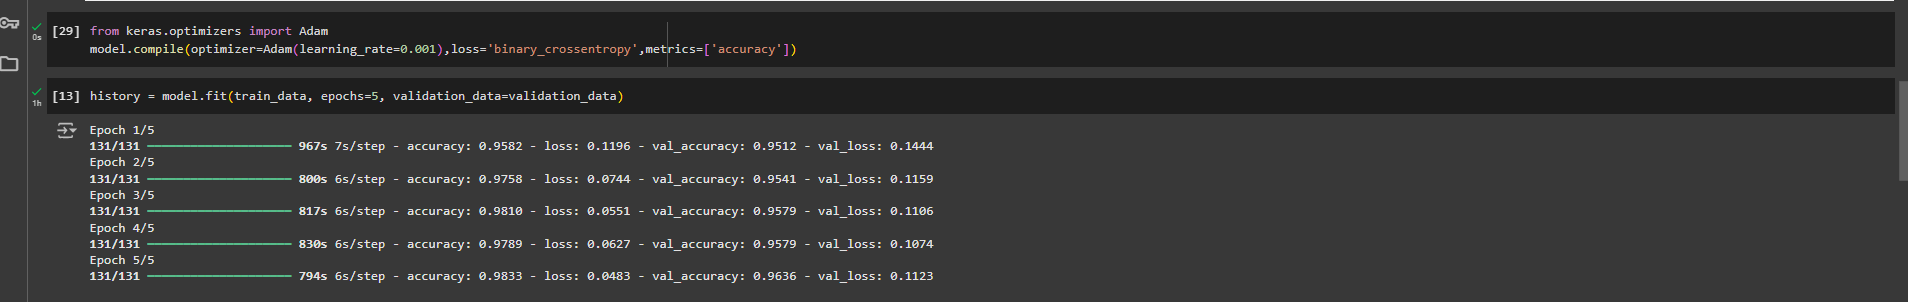 [29] from keras.optimizers import Adam
0s model.compile(optimizer=Adam(learning_rate=0.001),loss='binary_crossentropy',metrics=['accuracy'])
[13] history = model.fit(train_data, epochs=5, validation_data=validation_data)
1h
Epoch 1/5
131/131 ━━━━━━━━━━━━━━━━━━━━ 967s 7s/step - accuracy: 0.9582 - loss: 0.1196 - val_accuracy: 0.9512 - val_loss: 0.1444
Epoch 2/5
131/131 ━━━━━━━━━━━━━━━━━━━━ 800s 6s/step - accuracy: 0.9758 - loss: 0.0744 - val_accuracy: 0.9541 - val_loss: 0.1159
Epoch 3/5
131/131 ━━━━━━━━━━━━━━━━━━━━ 817s 6s/step - accuracy: 0.9810 - loss: 0.0551 - val_accuracy: 0.9579 - val_loss: 0.1106
Epoch 4/5
131/131 ━━━━━━━━━━━━━━━━━━━━ 830s 6s/step - accuracy: 0.9789 - loss: 0.0627 - val_accuracy: 0.9579 - val_loss: 0.1074
Epoch 5/5
131/131 ━━━━━━━━━━━━━━━━━━━━ 794s 6s/step - accuracy: 0.9833 - loss: 0.0483 - val_accuracy: 0.9636 - val_loss: 0.1123